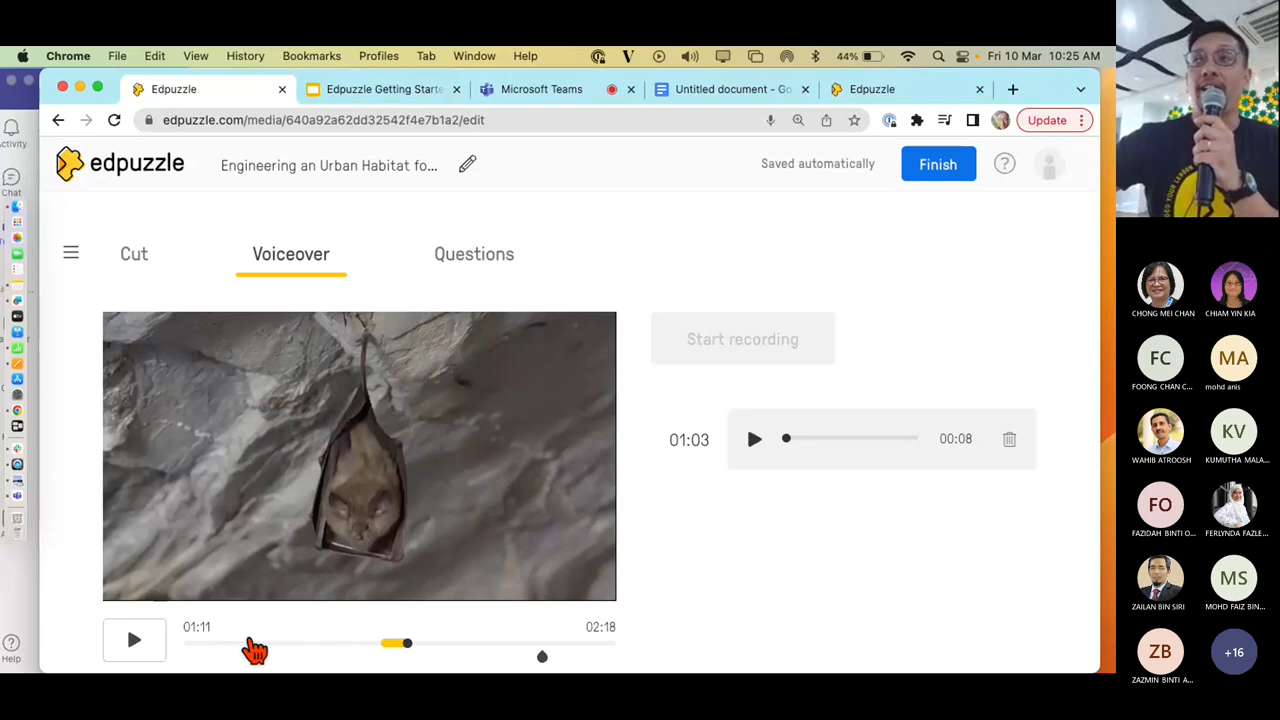 Chrome File Edit View History Bookmarks Profiles Tab Window Help V 44% Fri 10 Mar 10:25 AM
Edpuzzle
Edpuzzle Getting Starte
Microsoft Teams
Untitled document - Go
Edpuzzle
edpuzzle.com/media/640a92a62dd32542f4e7b1a2/edit
Update
Activity
edpuzzle
Engineering an Urban Habitat fo...
Saved automatically
Finish
Chat
Cut
Voiceover
Questions
Start recording
01:03
00:08
01:11
02:18
Help
YOUR LESSON
CHONG MEI CHAN
CHIAM YIN KIA
FC
MA
FOONG CHAN C...
mohd anis
KV
WAHIB ATROOSH
KUMUTHA MALA...
FO
FAZIDAH BINTI O...
FERLYNDA FAZLE...
MS
ZAILAN BIN SIRI
MOHD FAIZ BIN...
ZB
+16
ZAZMIN BINTI A...